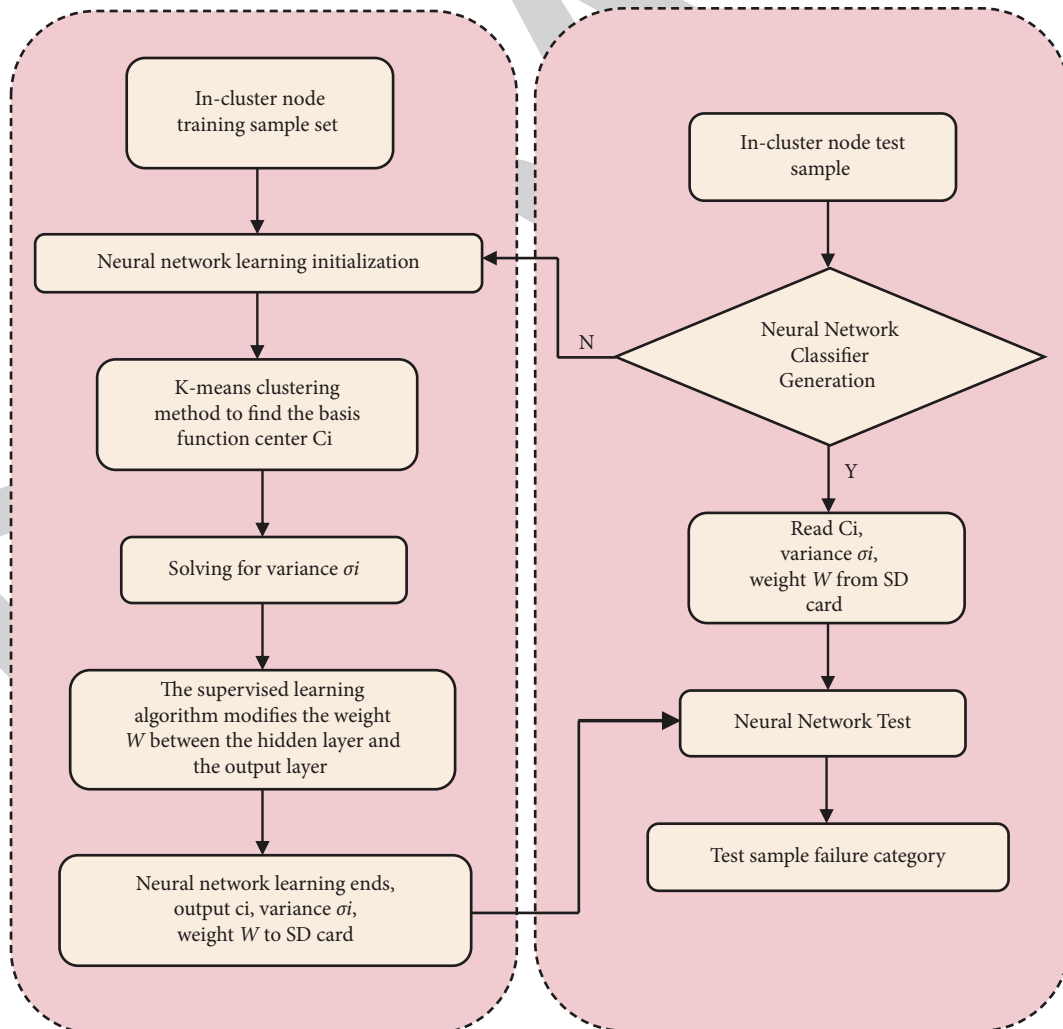 In-cluster node
training sample set
Neural network learning initialization
K-means clustering
method to find the basis
function center Ci
Solving for variance σi
The supervised learning
algorithm modifies the weight
W between the hidden layer and
the output layer
Neural network learning ends,
output ci, variance σi,
weight W to SD card
In-cluster node test
sample
Neural Network
Classifier
Generation
N
Y
Read Ci,
variance σi,
weight W from SD
card
Neural Network Test
Test sample failure category